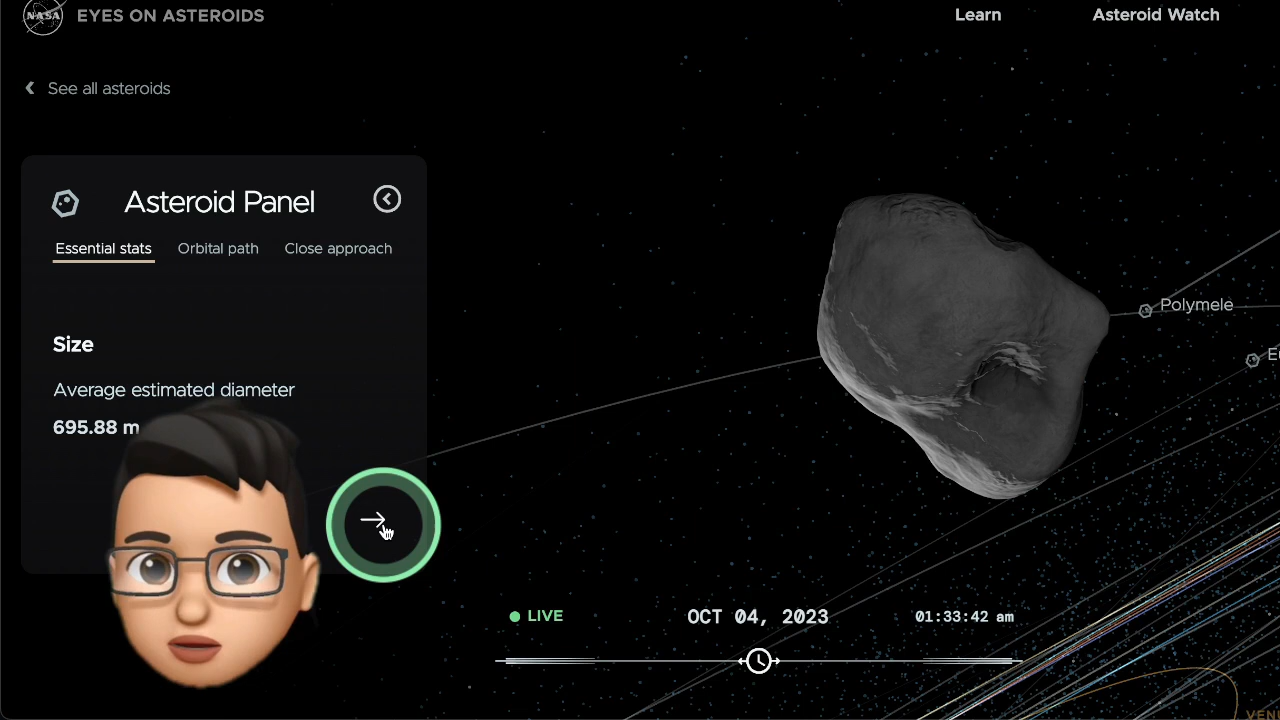 NASA EYES ON ASTEROIDS
Learn
Asteroid Watch
See all asteroids
Asteroid Panel
Essential stats
Orbital path
Close approach
Size
Average estimated diameter
695.88 m
Polymele
LIVE
OCT 04, 2023
01:33:42 am